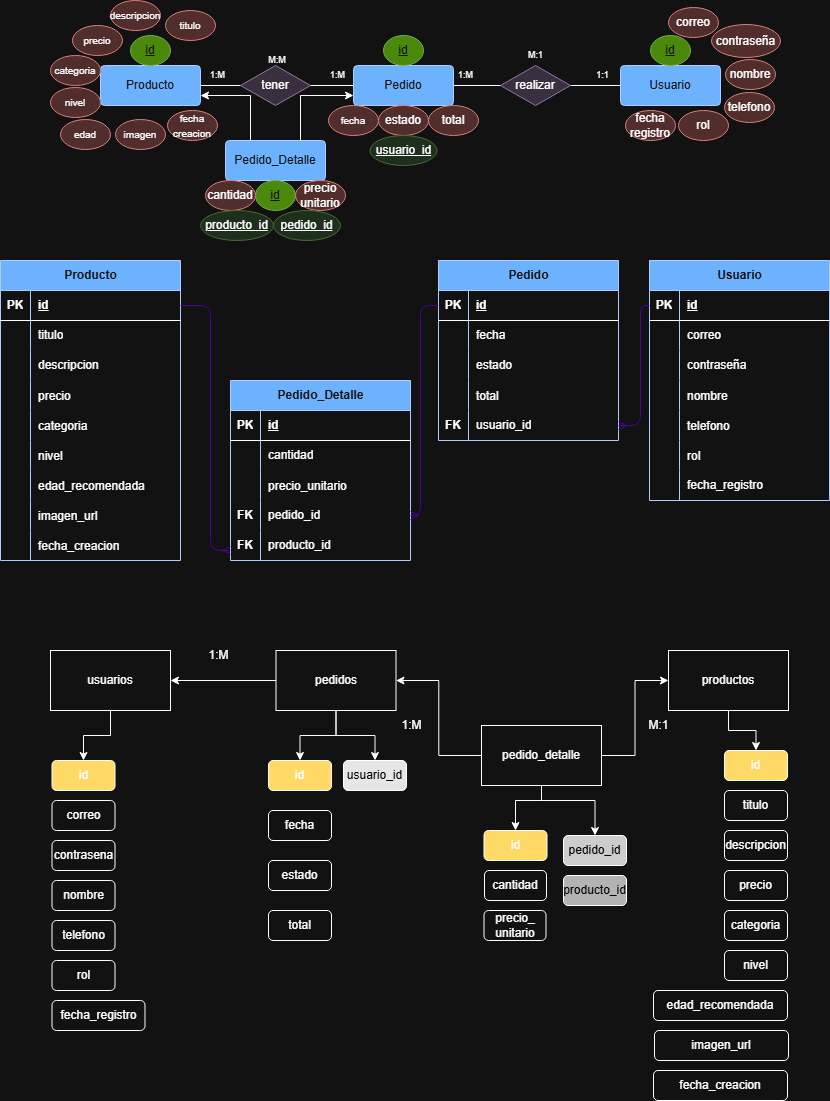 descripcion
titulo
correo
precio
id
M:M
id
M:1
id
contraseña
categoria
Producto
1:M
tener
1:M
Pedido
1:M
realizar
1:1
Usuario
nombre
nivel
telefono
edad
imagen
fecha
creacion
fecha
estado
total
fecha
registro
rol
usuario_id
Pedido_Detalle
cantidad
id
precio
unitario
producto_id
pedido_id
Producto
PK
id
titulo
descripcion
precio
categoria
nivel
edad_recomendada
imagen_url
fecha_creacion
Pedido_Detalle
PK
id
cantidad
precio_unitario
FK
pedido_id
FK
producto_id
Pedido
PK
id
fecha
estado
total
FK
usuario_id
Usuario
PK
id
correo
contraseña
nombre
telefono
rol
fecha_registro
usuarios
1:M
pedidos
1:M
pedido_detalle
M:1
productos
id
correo
contrasena
nombre
telefono
rol
fecha_registro
id
usuario_id
fecha
estado
total
id
pedido_id
cantidad
producto_id
precio_
unitario
id
titulo
descripcion
precio
categoria
nivel
edad_recomendada
imagen_url
fecha_creacion